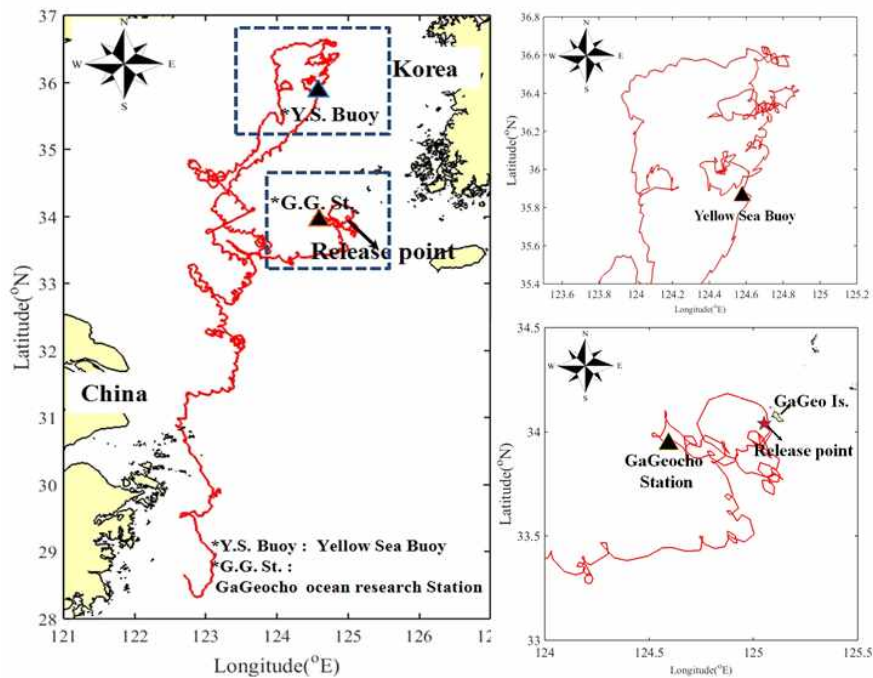 37
36
35
34
33
32
31
30
29
28
Latitude(°N)
N
W
E
S
Korea
*Y.S. Buoy
*G.G. St.
Release point
China
*Y.S. Buoy : Yellow Sea Buoy
*G.G. St. :
GaGeocho ocean research Station
121
122
123
124
125
126
12
Longitude(°E)
36.8
36.6
36.4
36.2
36
35.8
35.6
35.4
Latitude(°N)
N
W
E
S
Yellow Sea Buoy
123.6
123.8
124
124.2
124.4
124.6
124.8
125
125.2
Longitude(°E)
34.5
34
33.5
33
Latitude(°N)
N
W
E
S
GaGeo Is.
Release point
GaGeocho
Station
124
124.5
125
125.5
Longitude(°E)